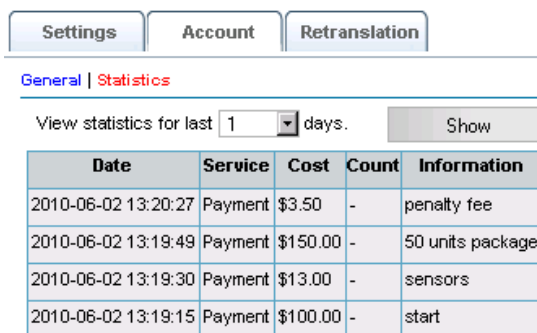 Settings Account Retranslation
General | Statistics
View statistics for last 1 days. Show
Date Service Cost Count Information
2010-06-02 13:20:27 Payment $3.50 - penalty fee
2010-06-02 13:19:49 Payment $150.00 - 50 units package
2010-06-02 13:19:30 Payment $13.00 - sensors
2010-06-02 13:19:15 Payment $100.00 - start